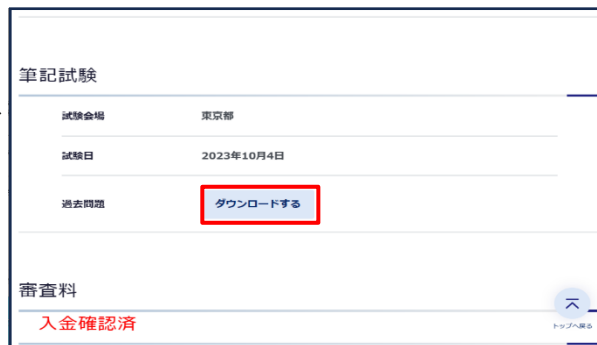 筆記試験
試験会場 東京都
試験日 2023年10月4日
過去問題 ダウンロードする
審査料
入金確認済
トップへ戻る